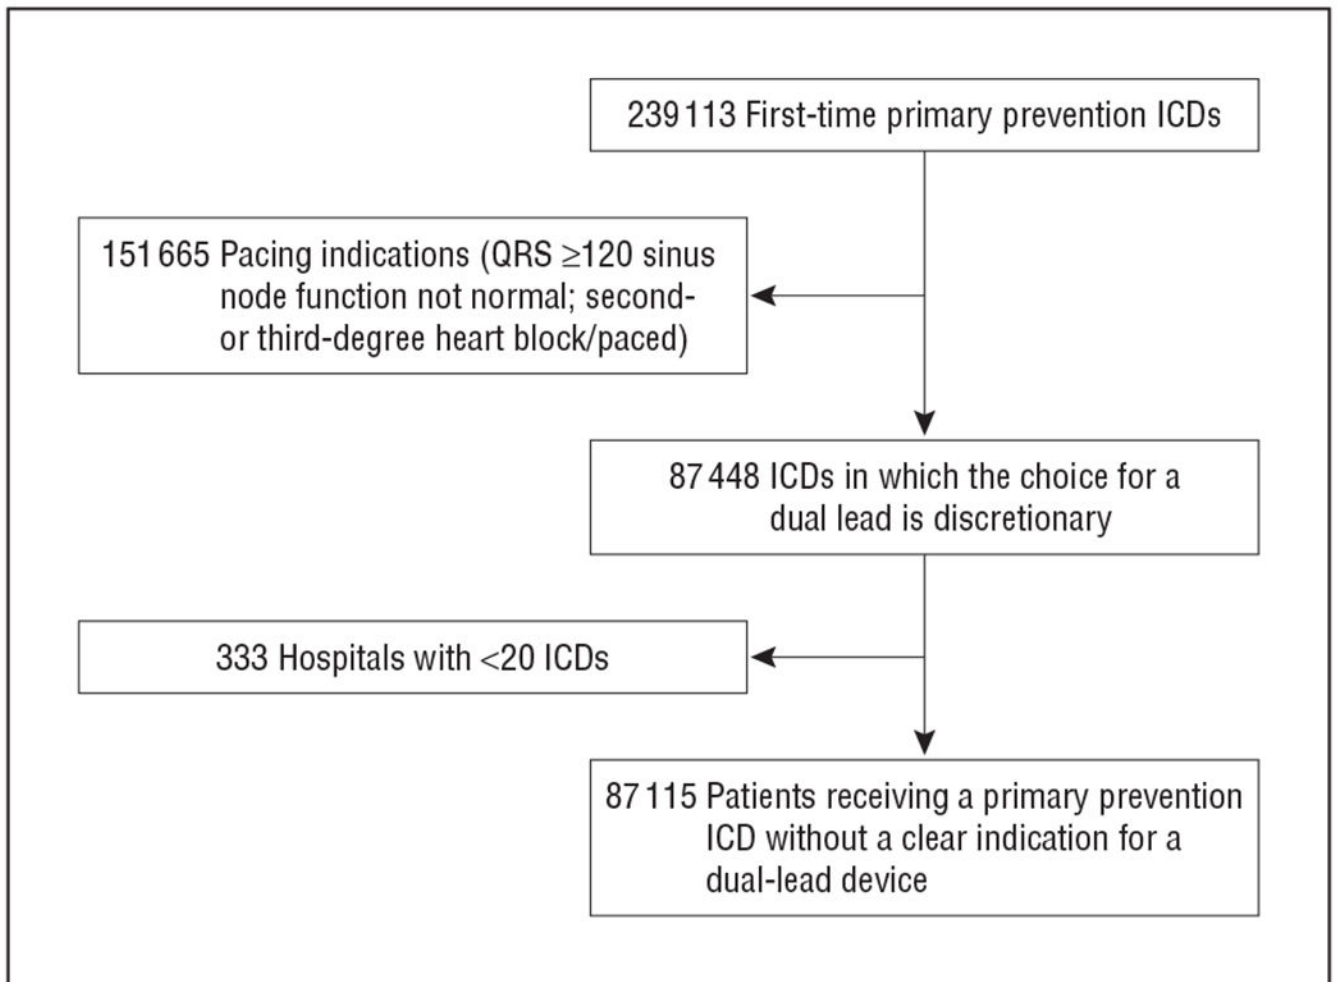 239 113 First-time primary prevention ICDs
151 665 Pacing indications (QRS ≥120 sinus
node function not normal; second-
or third-degree heart block/paced)
87 448 ICDs in which the choice for a
dual lead is discretionary
333 Hospitals with <20 ICDs
87 115 Patients receiving a primary prevention
ICD without a clear indication for a
dual-lead device